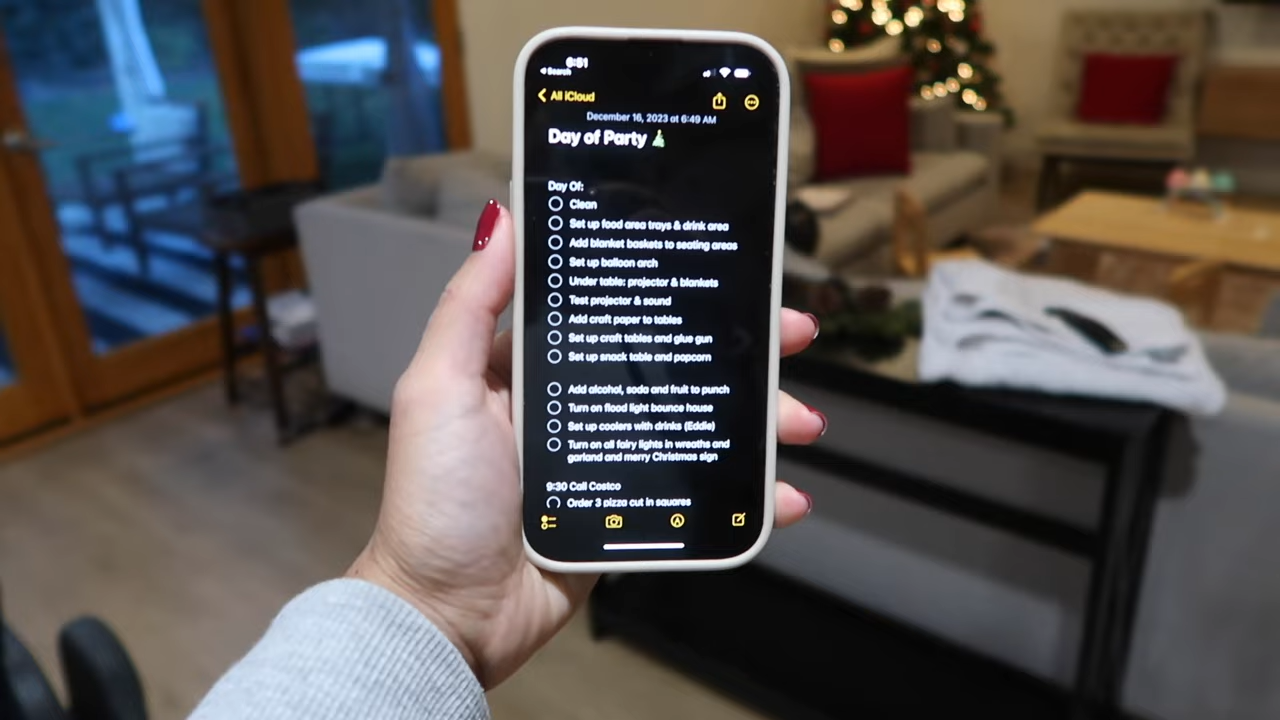 6:51
Search
All iCloud
December 16, 2023 at 6:49 AM
Day of Party
Day Of:
Clean
Set up food area trays & drink area
Add blanket baskets to seating areas
Set up balloon arch
Under table: projector & blankets
Test projector & sound
Add craft paper to tables
Set up craft tables and glue gun
Set up snack table and popcorn
Add alcohol, soda and fruit to punch
Turn on flood light bounce house
Set up coolers with drinks (Eddie)
Turn on all fairy lights in wreaths and
garland and merry Christmas sign
9:30 Call Costco
Order 3 pizza cut in squares